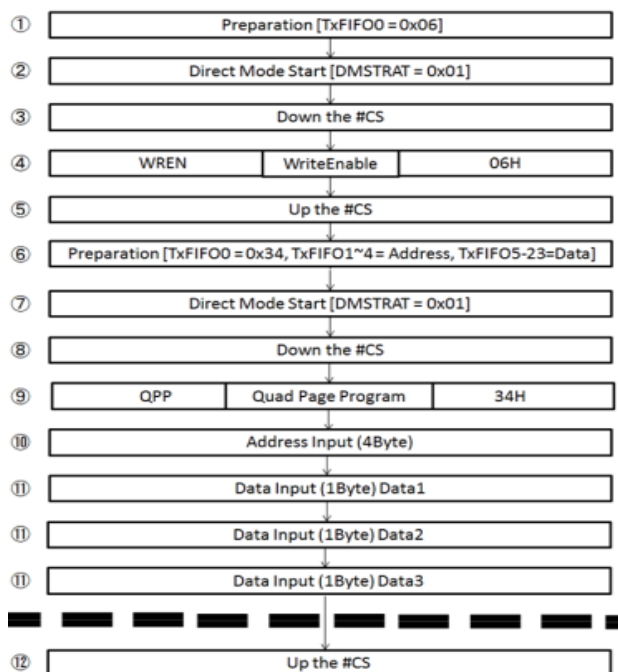 ① Preparation [TxFIFO0 = 0x06]
② Direct Mode Start [DMSTRAT = 0x01]
③ Down the #CS
④ WREN WriteEnable 06H
⑤ Up the #CS
⑥ Preparation [TxFIFO0 = 0x34, TxFIFO1~4 = Address, TxFIFO5-23=Data]
⑦ Direct Mode Start [DMSTRAT = 0x01]
⑧ Down the #CS
⑨ QPP Quad Page Program 34H
⑩ Address Input (4Byte)
⑪ Data Input (1Byte) Data1
⑪ Data Input (1Byte) Data2
⑪ Data Input (1Byte) Data3
⑫ Up the #CS